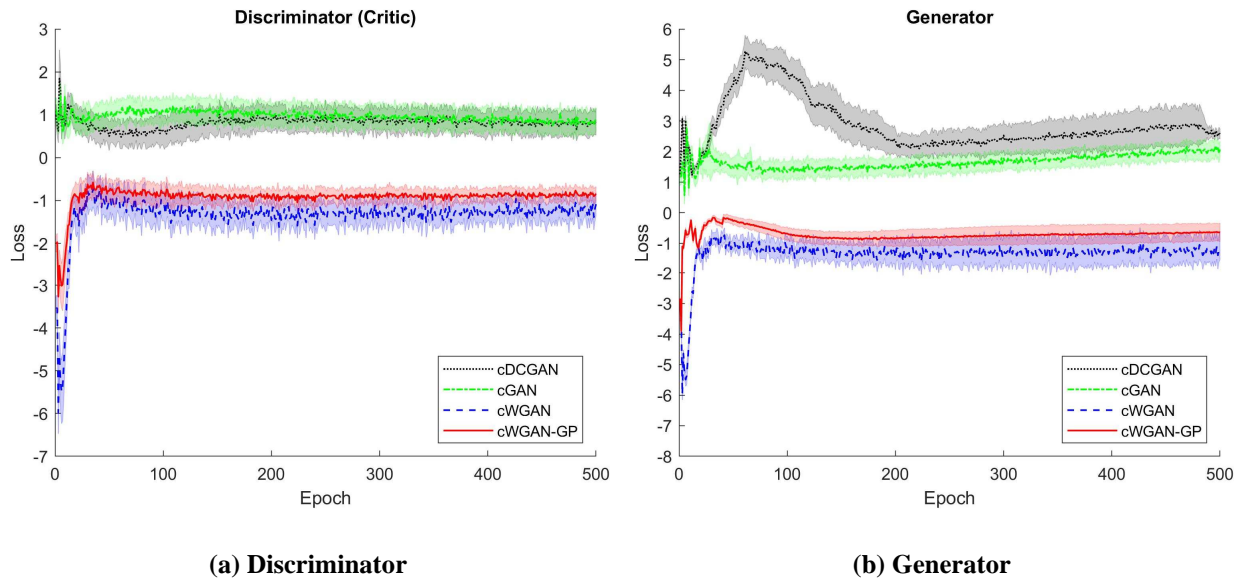 Discriminator (Critic)
3
2
1
0
-1
-2
-3
-4
-5
-6
-7
Loss
0
100
200
300
400
500
Epoch
cDCGAN
cGAN
cWGAN
cWGAN-GP
(a) Discriminator
Generator
6
5
4
3
2
1
0
-1
-2
-3
-4
-5
-6
-7
-8
Loss
0
100
200
300
400
500
Epoch
cDCGAN
cGAN
cWGAN
cWGAN-GP
(b) Generator